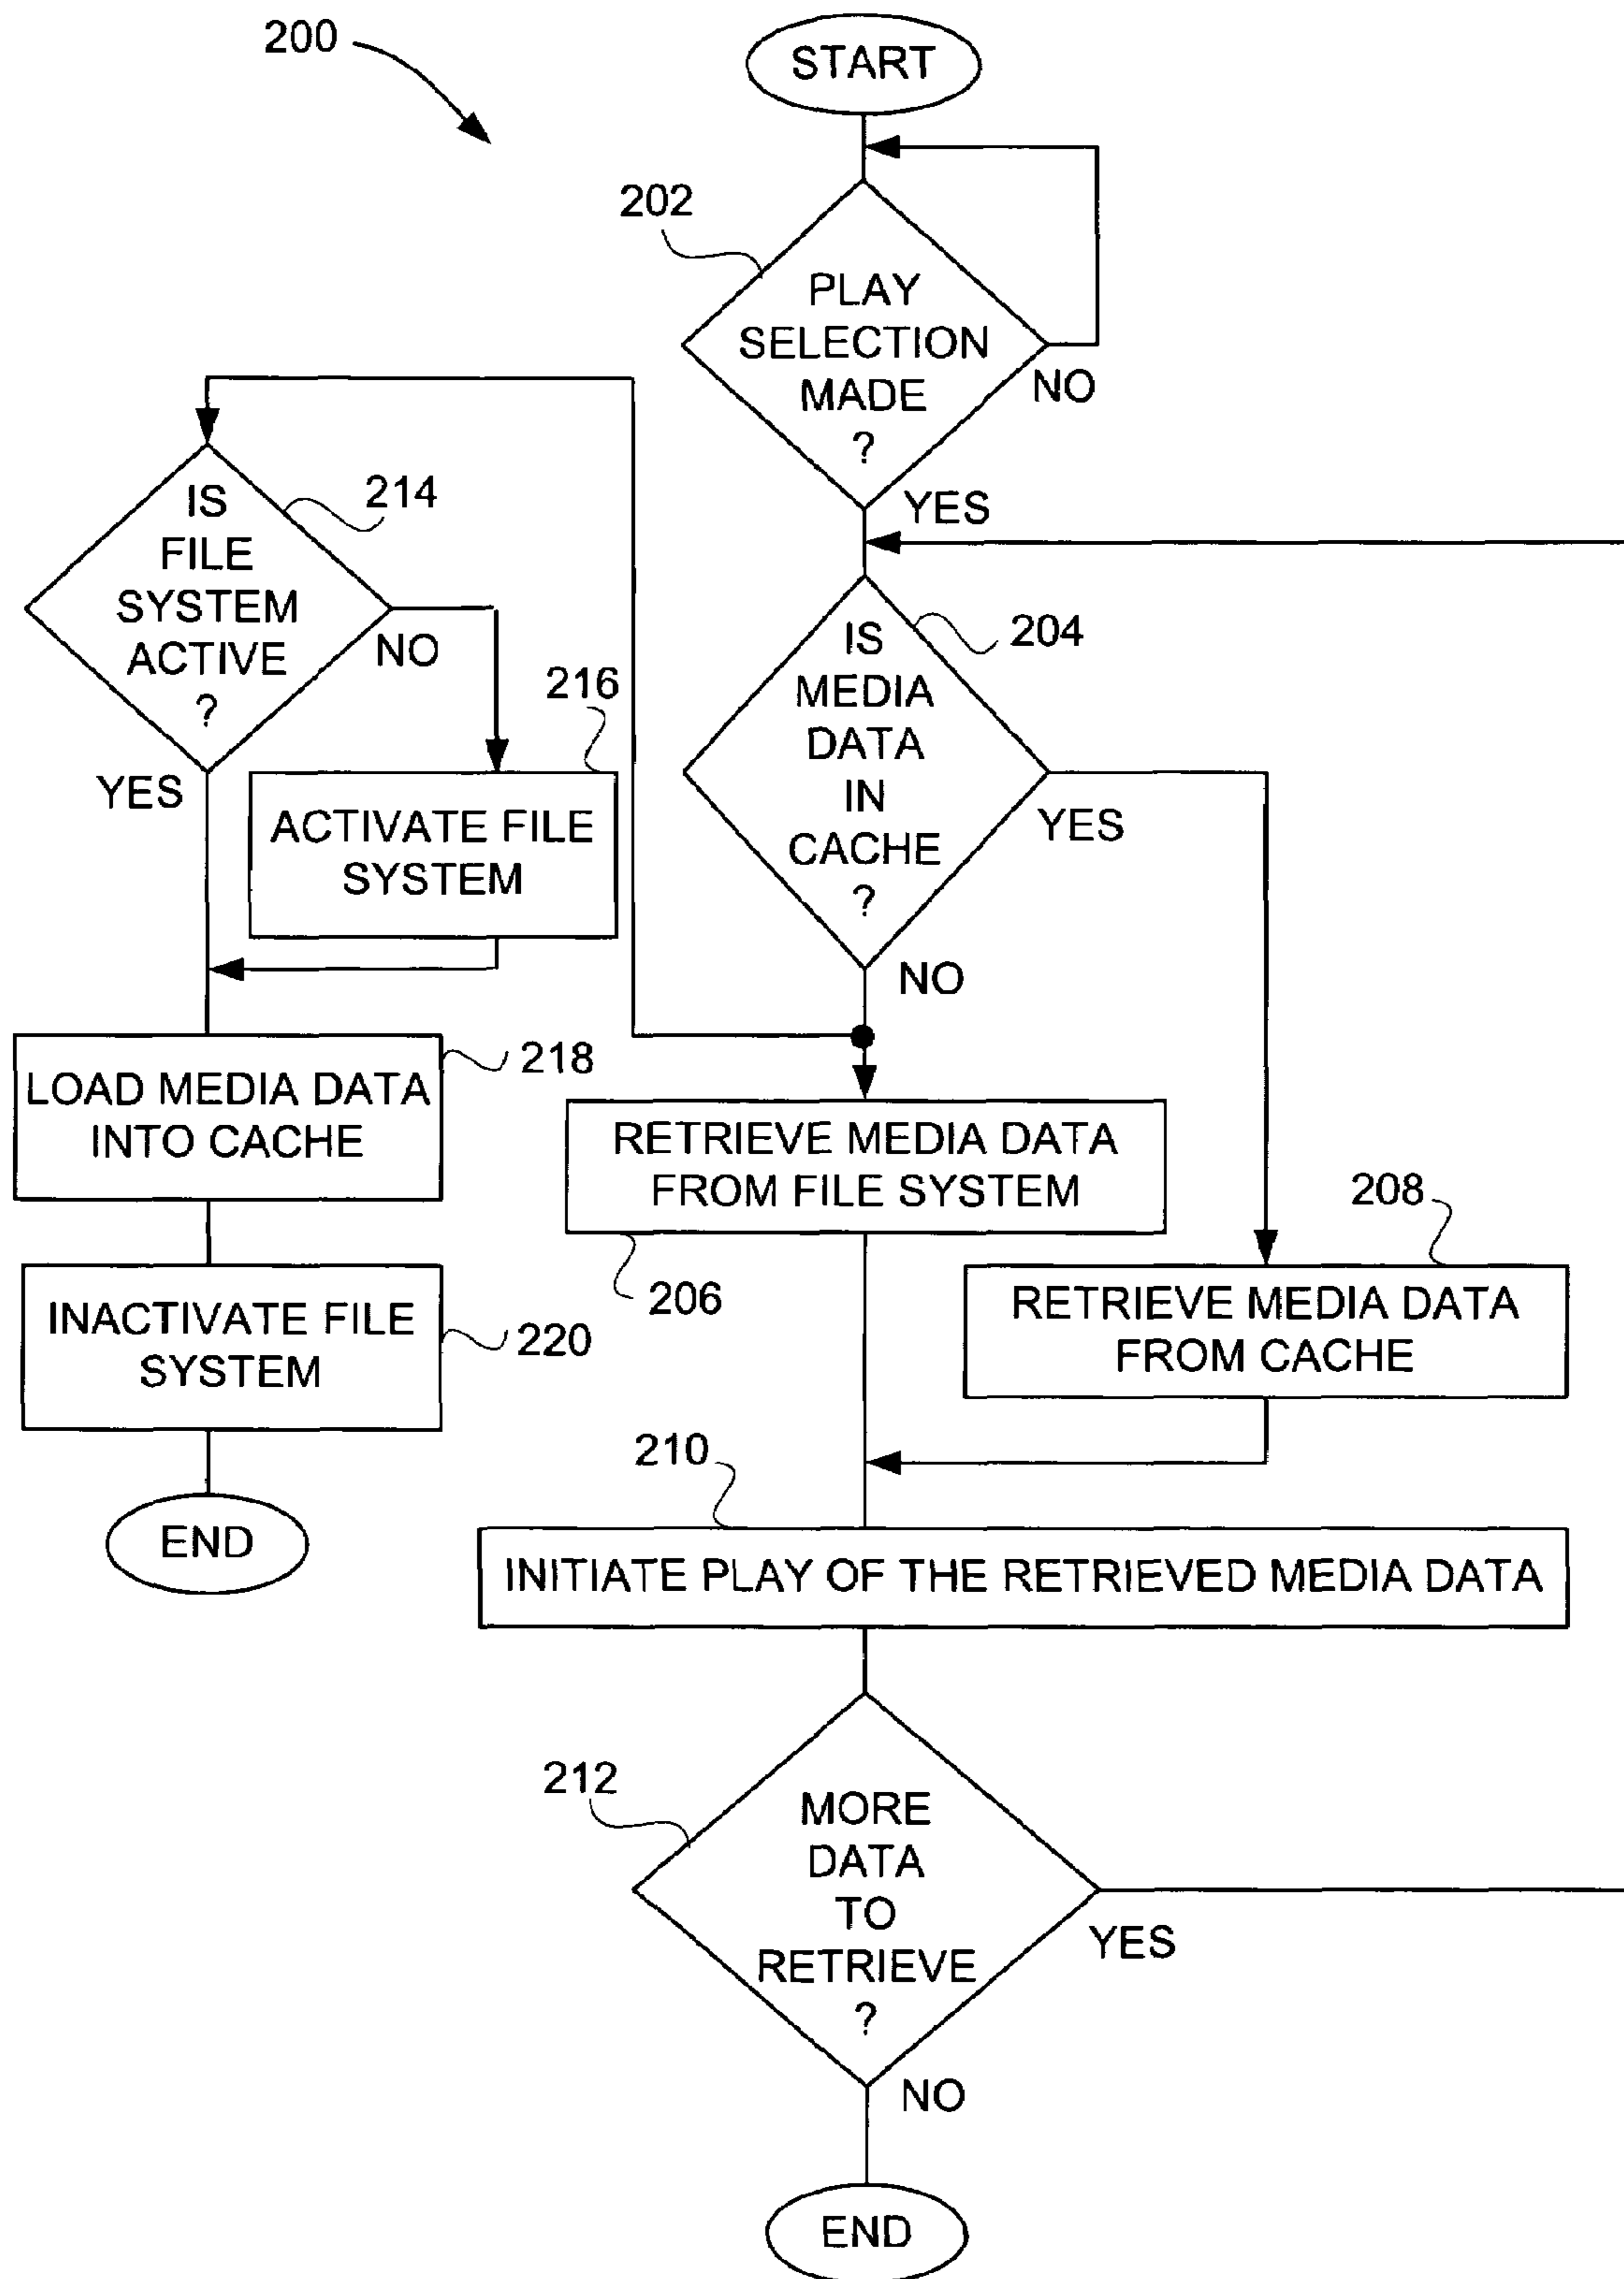 200
START
202
PLAY
SELECTION
MADE
?
NO
YES
214
IS
FILE
SYSTEM
ACTIVE
?
NO
YES
216
ACTIVATE FILE
SYSTEM
204
IS
MEDIA
DATA
IN
CACHE
?
YES
NO
218
LOAD MEDIA DATA
INTO CACHE
RETRIEVE MEDIA DATA
FROM FILE SYSTEM
206
208
RETRIEVE MEDIA DATA
FROM CACHE
INACTIVATE FILE
SYSTEM
220
END
210
INITIATE PLAY OF THE RETRIEVED MEDIA DATA
212
MORE
DATA
TO
RETRIEVE
?
YES
NO
END